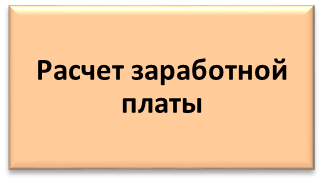 Расчет заработной
платы